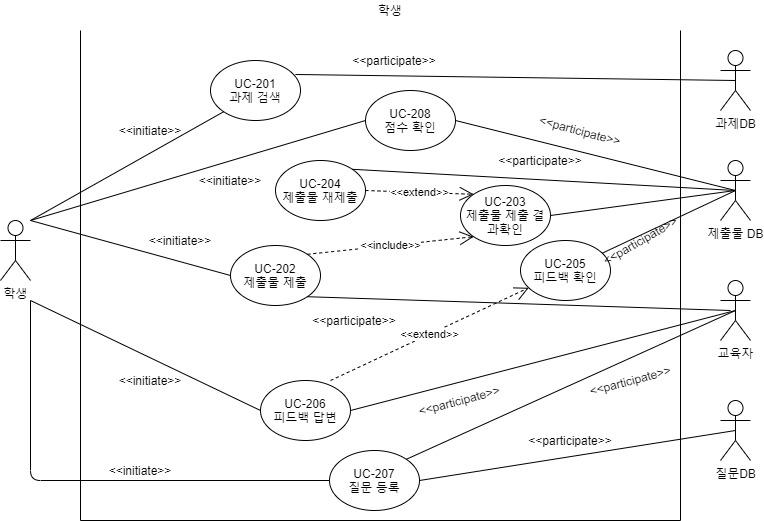 학생
<<participate>>
UC-201
과제 검색
과제DB
<<initiate>>
UC-208
점수 확인
<<participate>>
<<participate>>
UC-204
제출물 재제출
<<initiate>>
<<extend>>
UC-203
제출물 제출 결
과확인
제출물 DB
<<initiate>>
<<include>>
<<participate>>
UC-205
피드백 확인
UC-202
제출물 제출
학생
<<participate>>
<<extend>>
교육자
<<initiate>>
<<participate>>
<<participate>>
UC-206
피드백 답변
<<participate>>
<<initiate>>
UC-207
질문 등록
질문DB